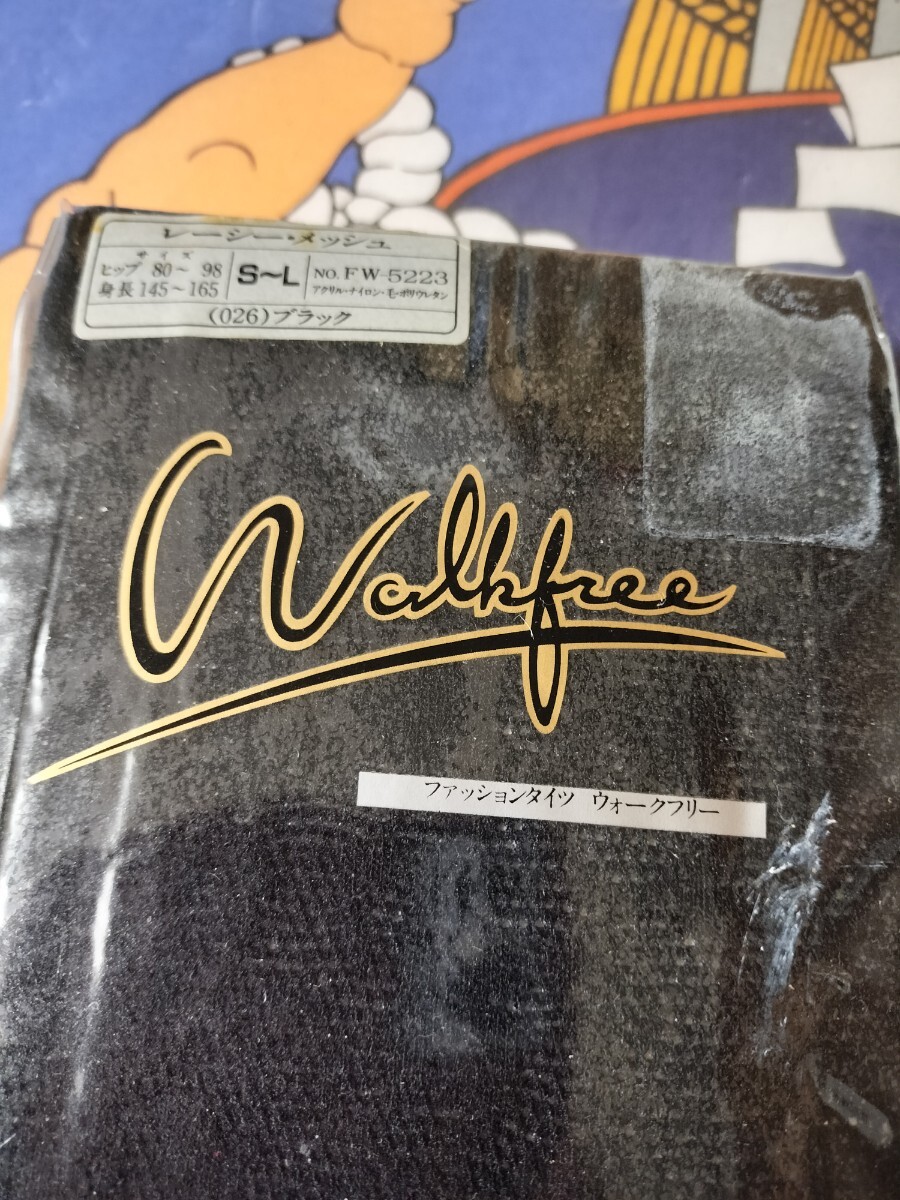 レーシー・メッシュ
サイズ
ヒップ 80～98
身長 145～165
S～L
NO. FW-5223
アクリル・ナイロン・毛・ポリウレタン
(026)ブラック
Walkfree
ファッションタイツ ウォークフリー